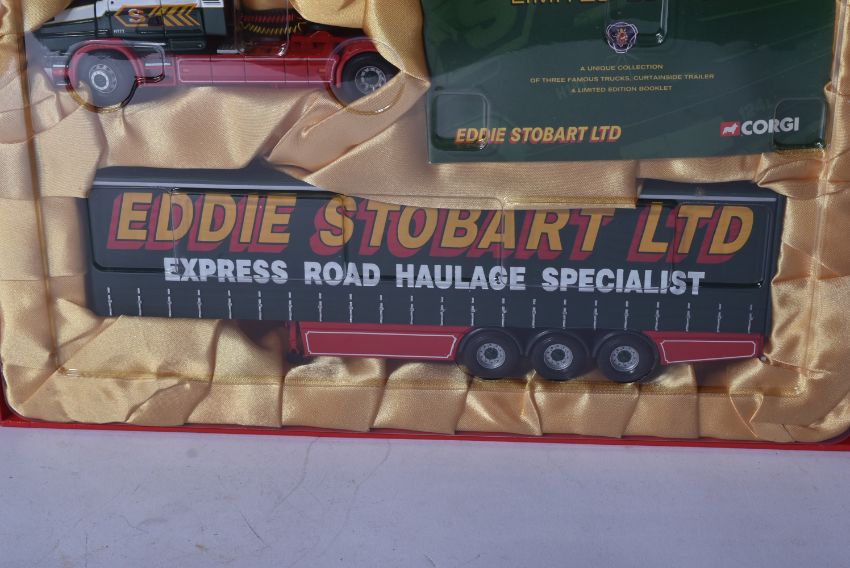 S
A UNIQUE COLLECTION
OF THREE FAMOUS TRUCKS, CURTAINSIDE TRAILER
& LIMITED EDITION BOOKLET
EDDIE STOBART LTD
CORGI
EDDIE STOBART LTD
EXPRESS ROAD HAULAGE SPECIALIST